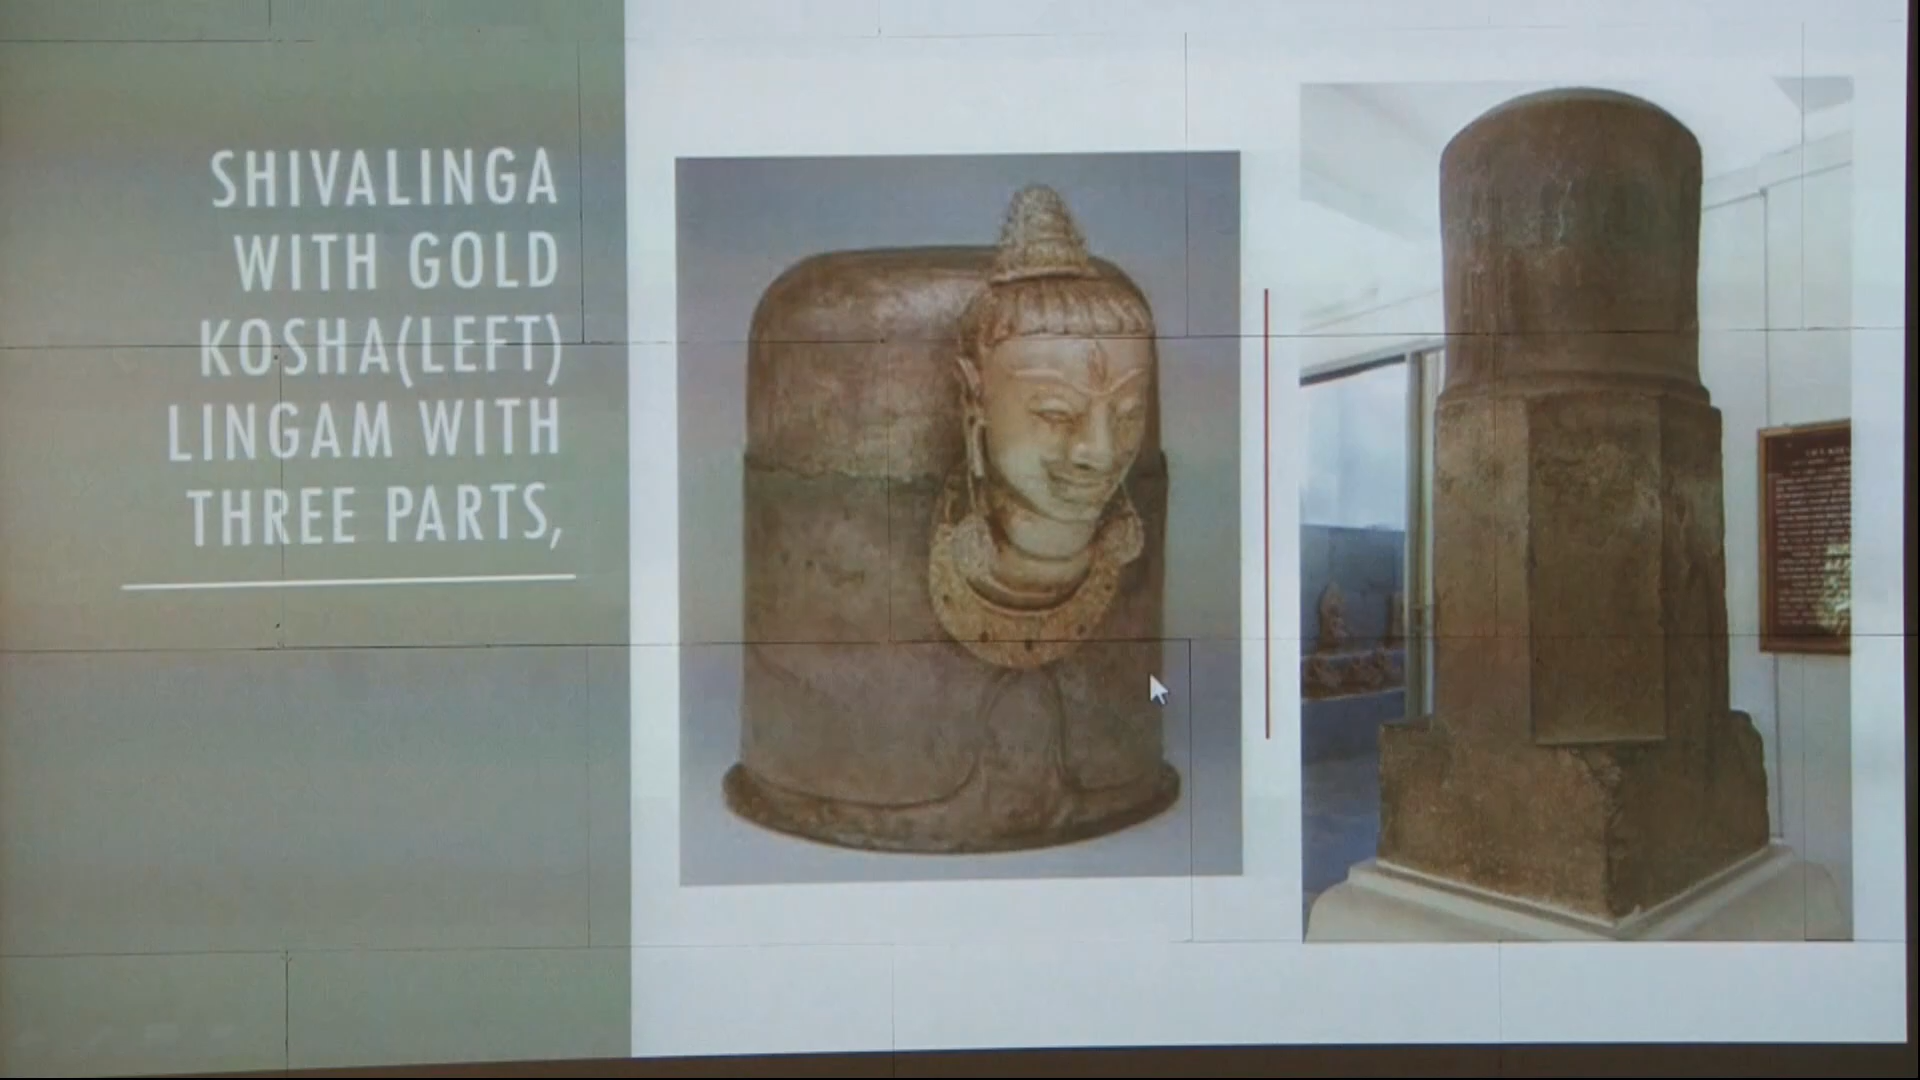 SHIVALINGA
WITH GOLD
KOSHA(LEFT)
LINGAM WITH
THREE PARTS,